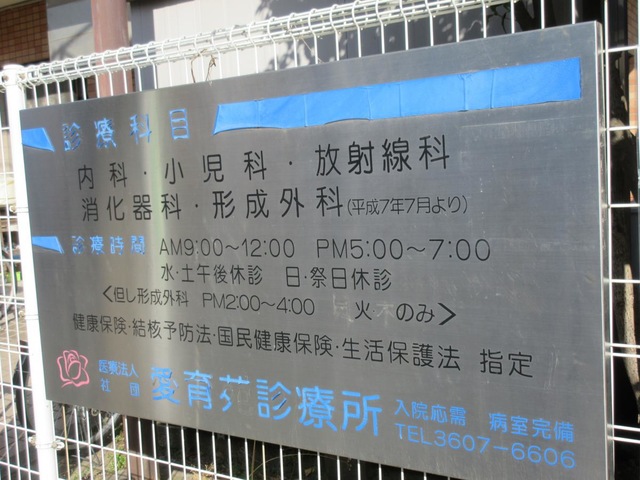 診療科目
内科・小児科・放射線科
消化器科・形成外科(平成7年7月より)
診療時間 AM9:00～12:00 PM5:00～7:00
水・土午後休診 日・祭日休診
<但し形成外科 PM2:00～4:00 火 のみ>
健康保険・結核予防法・国民健康保険・生活保護法 指定
医療法人
社団
愛育苑診療所
入院応需 病室完備
TEL3607-6606